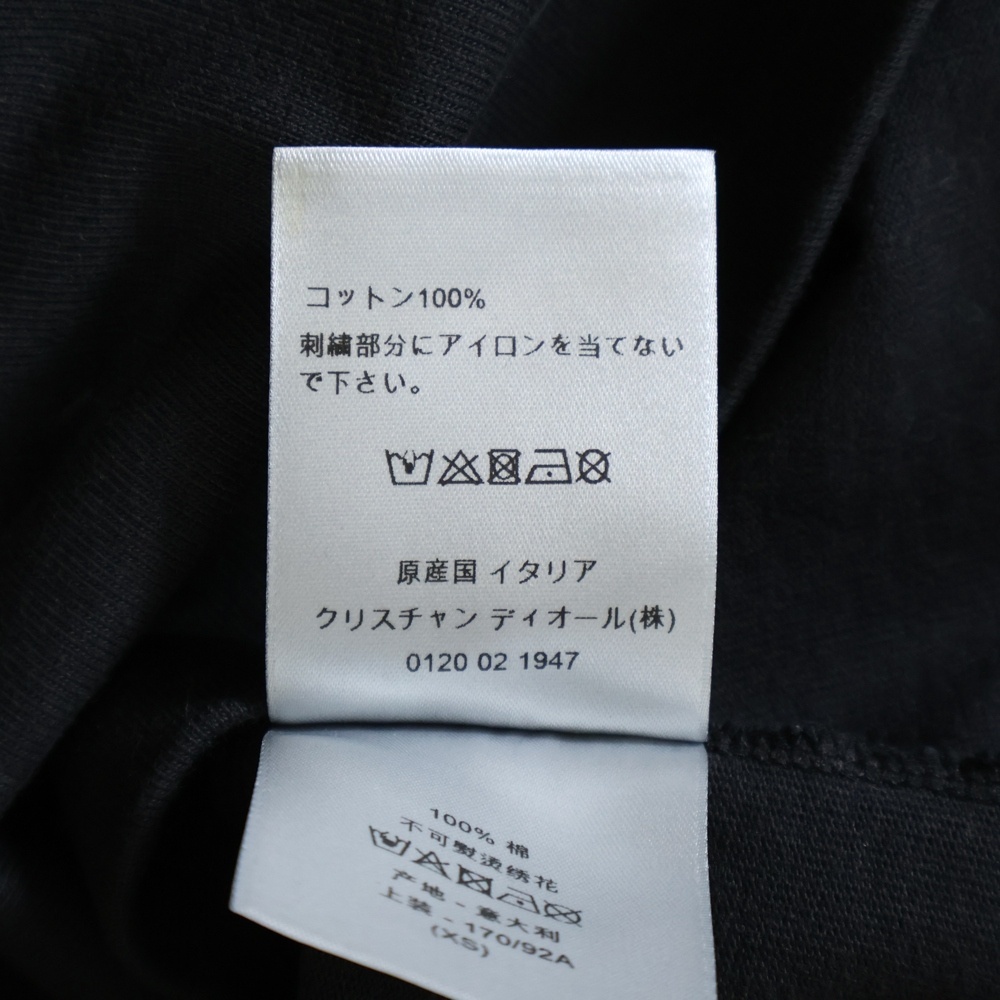 コットン100%
刺繍部分にアイロンを当てない
で下さい。
原産国 イタリア
クリスチャン ディオール(株)
0120 02 1947
100% 棉
不可熨烫绣花
产地 - 意大利
上装 - 170/92A
(XS)